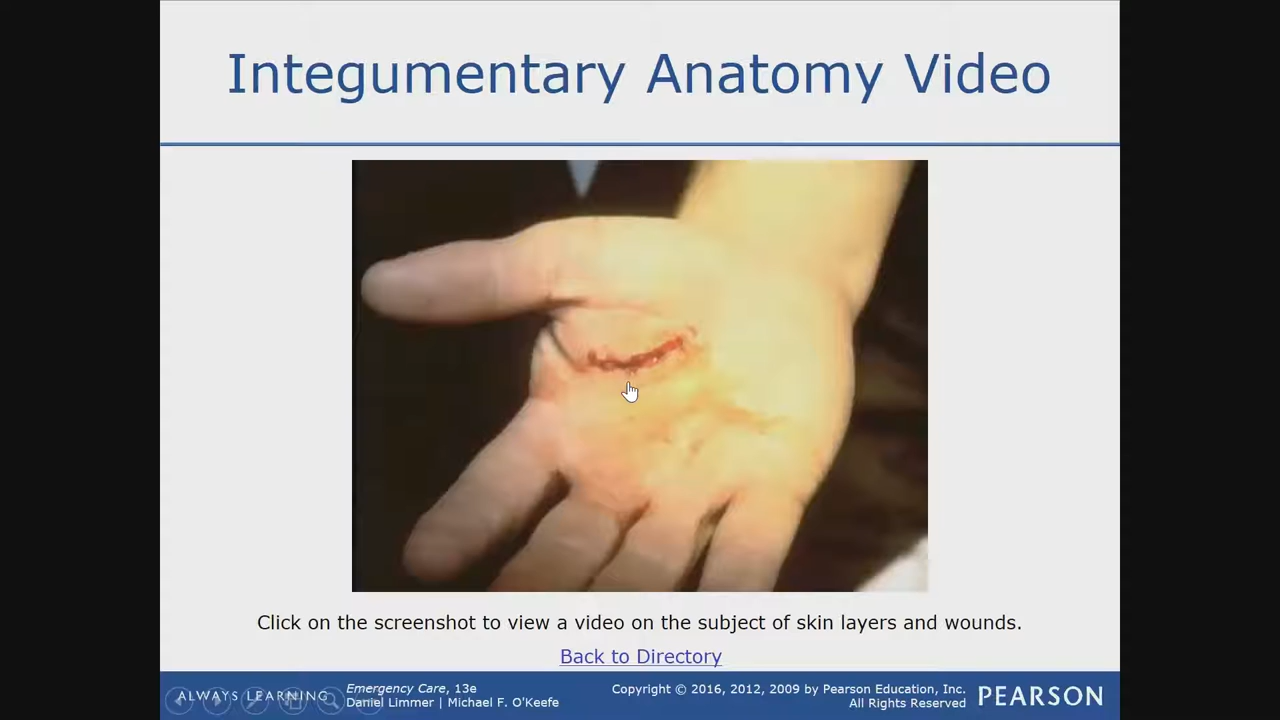 Integumentary Anatomy Video
Click on the screenshot to view a video on the subject of skin layers and wounds.
Back to Directory
ALWAYS LEARNING
Emergency Care, 13e
Daniel Limmer | Michael F. O'Keefe
Copyright © 2016, 2012, 2009 by Pearson Education, Inc.
All Rights Reserved
PEARSON